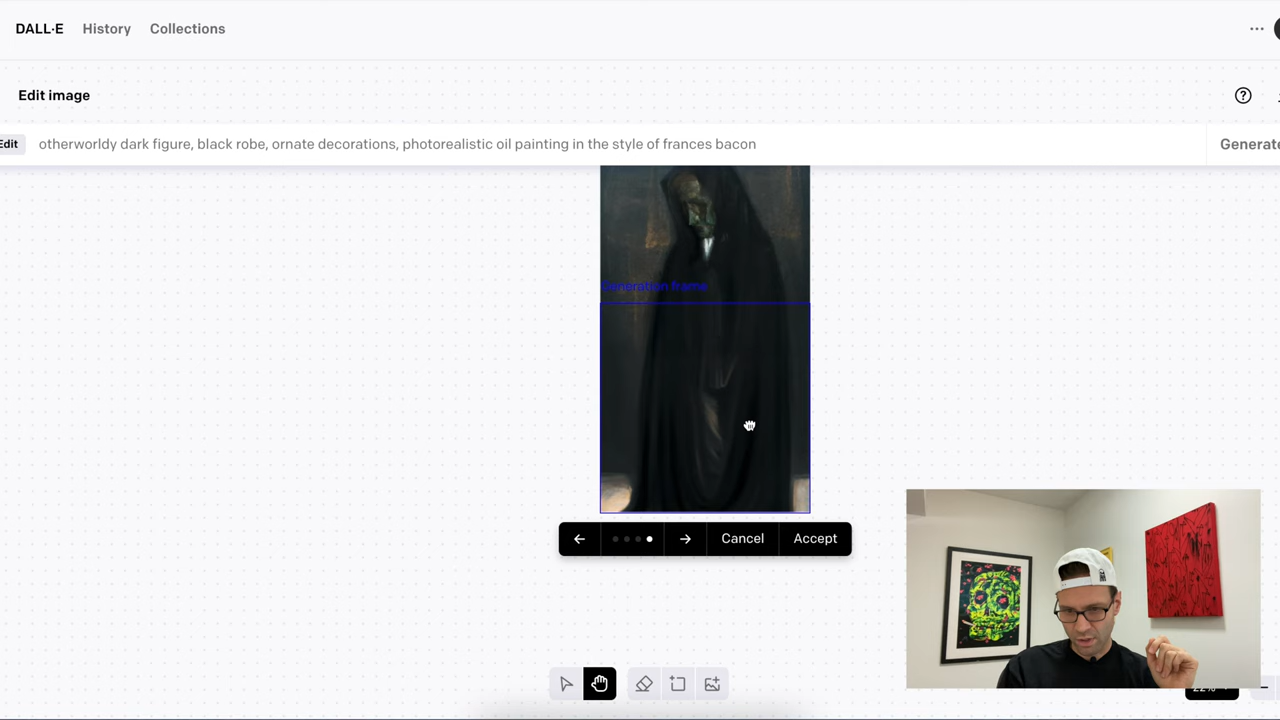 DALL·E History Collections
Edit image
Edit otherworldy dark figure, black robe, ornate decorations, photorealistic oil painting in the style of frances bacon Generate
Generation frame
Cancel Accept
22%